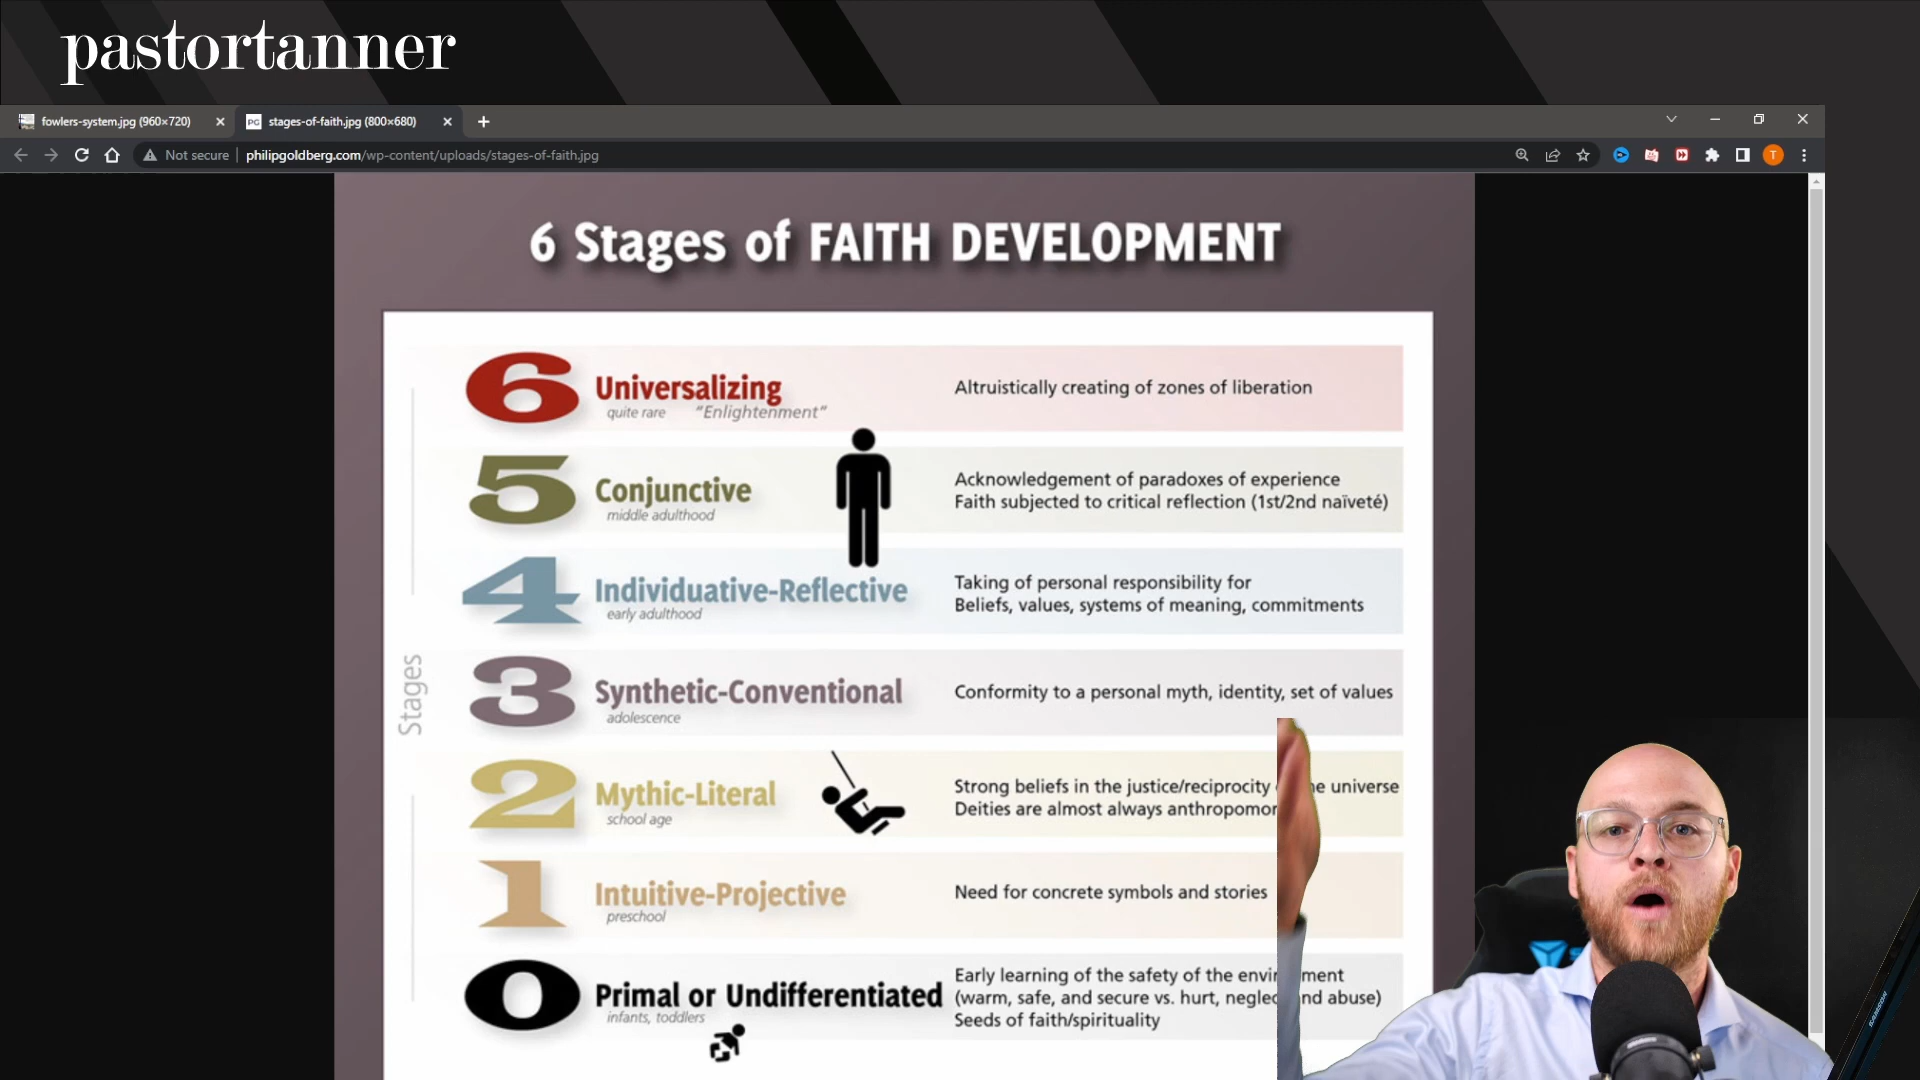 pastortanner
fowlers-system.jpg (960×720)
stages-of-faith.jpg (800×680)
Not secure
philipgoldberg.com/wp-content/uploads/stages-of-faith.jpg
T
6 Stages of FAITH DEVELOPMENT
Stages
6 Universalizing
quite rare "Enlightenment"
Altruistically creating of zones of liberation
5 Conjunctive
middle adulthood
Acknowledgement of paradoxes of experience
Faith subjected to critical reflection (1st/2nd naïveté)
4 Individuative-Reflective
early adulthood
Taking of personal responsibility for
Beliefs, values, systems of meaning, commitments
3 Synthetic-Conventional
adolescence
Conformity to a personal myth, identity, set of values
2 Mythic-Literal
school age
Strong beliefs in the justice/reciprocity universe
Deities are almost always
1 Intuitive-Projective
preschool
Need for concrete symbols and stories
0 Primal or Undifferentiated
infants, toddlers
Early learning of the safety of the
(warm, safe, and secure vs. hurt, abuse)
Seeds of faith/spirituality
SAMSON